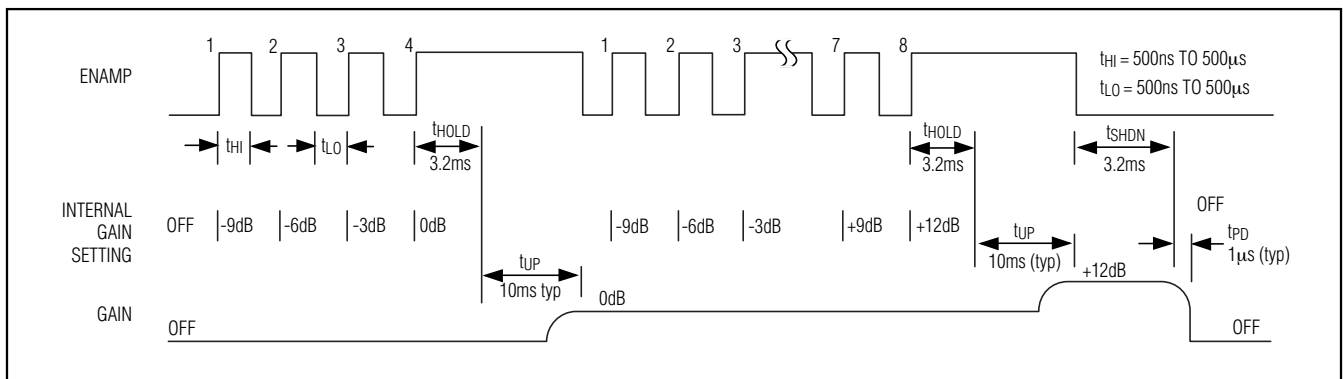 1 2 3 4 1 2 3 7 8
ENAMP
tHI = 500ns TO 500µs
tLO = 500ns TO 500µs
tHI tLO tHOLD tHOLD tSHDN
3.2ms 3.2ms 3.2ms
INTERNAL
GAIN
SETTING
OFF -9dB -6dB -3dB 0dB -9dB -6dB -3dB +9dB +12dB OFF
tUP tUP tPD
10ms typ 10ms (typ) 1µs (typ)
GAIN
OFF 0dB +12dB OFF